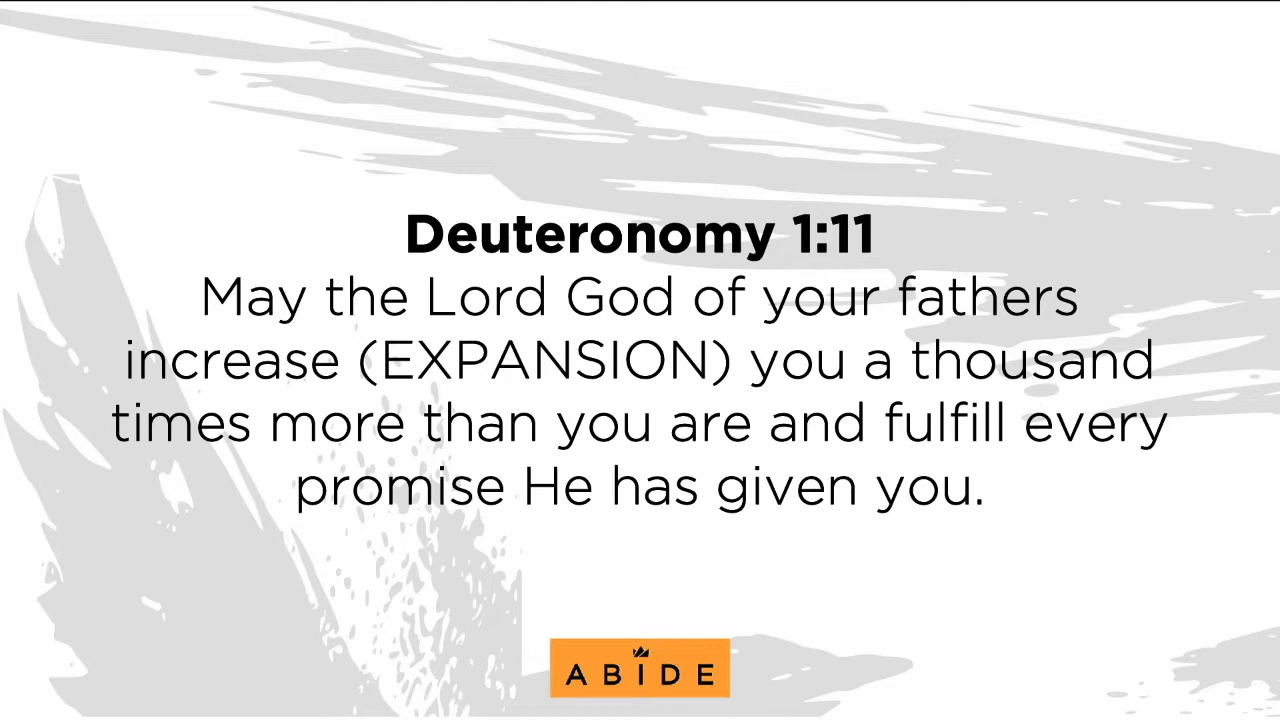 Deuteronomy 1:11
May the Lord God of your fathers
increase (EXPANSION) you a thousand
times more than you are and fulfill every
promise He has given you.
ABIDE